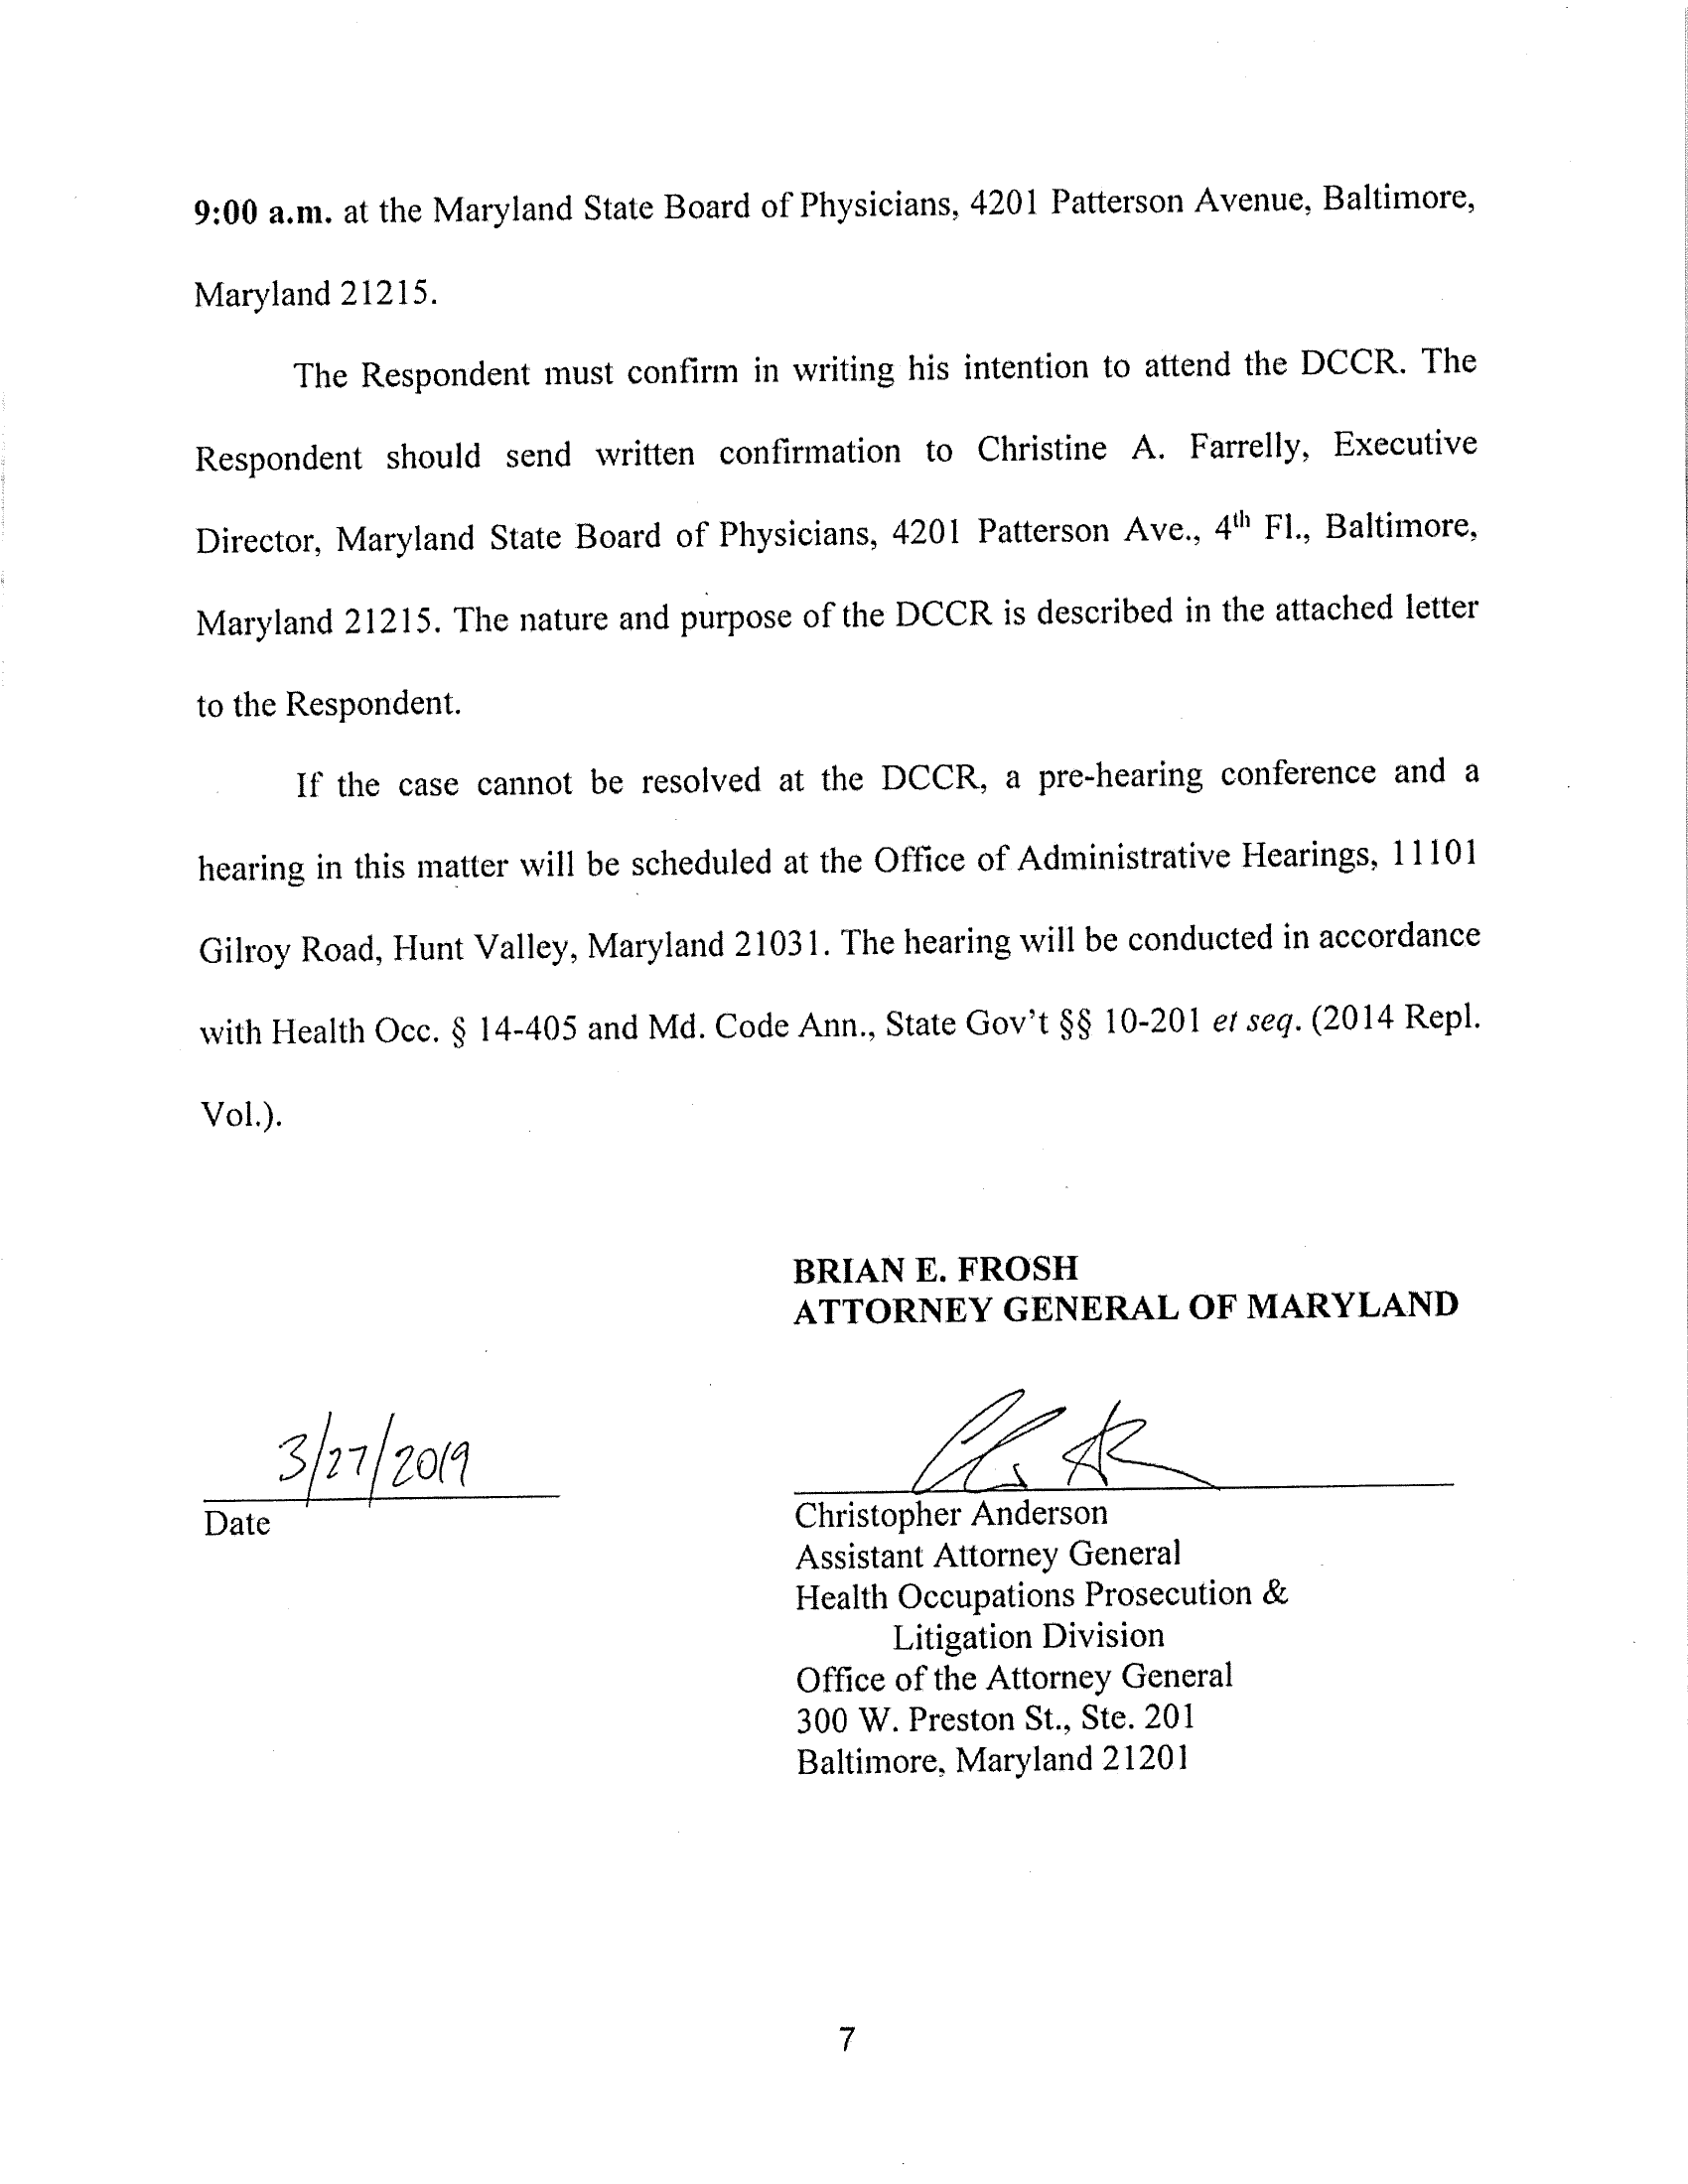 9:00 a.m. at the Maryland State Board of Physicians, 4201 Patterson Avenue, Baltimore,
Maryland 21215.
The Respondent must confirm in writing his intention to attend the DCCR. The
Respondent should send written confirmation to Christine A. Farrelly, Executive
Director, Maryland State Board of Physicians, 4201 Patterson Ave., 4th Fl., Baltimore,
Maryland 21215. The nature and purpose of the DCCR is described in the attached letter
to the Respondent.
If the case cannot be resolved at the DCCR, a pre-hearing conference and a
hearing in this matter will be scheduled at the Office of Administrative Hearings, 11101
Gilroy Road, Hunt Valley, Maryland 21031. The hearing will be conducted in accordance
with Health Occ. § 14-405 and Md. Code Ann., State Gov't §§ 10-201 et seq. (2014 Repl.
Vol.).
BRIAN E. FROSH
ATTORNEY GENERAL OF MARYLAND
3/27/2019
Date
Christopher Anderson
Assistant Attorney General
Health Occupations Prosecution &
Litigation Division
Office of the Attorney General
300 W. Preston St., Ste. 201
Baltimore, Maryland 21201
7